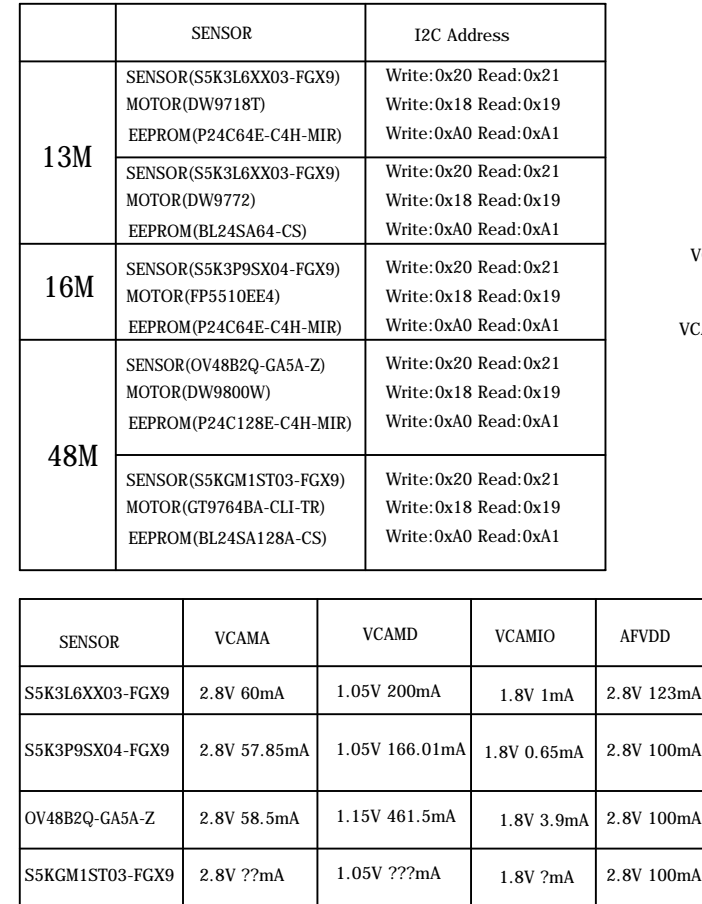 SENSOR I2C Address
13M
SENSOR(S5K3L6XX03-FGX9) Write:0x20 Read:0x21
MOTOR(DW9718T) Write:0x18 Read:0x19
EEPROM(P24C64E-C4H-MIR) Write:0xA0 Read:0xA1
SENSOR(S5K3L6XX03-FGX9) Write:0x20 Read:0x21
MOTOR(DW9772) Write:0x18 Read:0x19
EEPROM(BL24SA64-CS) Write:0xA0 Read:0xA1
16M
SENSOR(S5K3P9SX04-FGX9) Write:0x20 Read:0x21
MOTOR(FP5510EE4) Write:0x18 Read:0x19
EEPROM(P24C64E-C4H-MIR) Write:0xA0 Read:0xA1
48M
SENSOR(OV48B2Q-GA5A-Z) Write:0x20 Read:0x21
MOTOR(DW9800W) Write:0x18 Read:0x19
EEPROM(P24C128E-C4H-MIR) Write:0xA0 Read:0xA1
SENSOR(S5KGM1ST03-FGX9) Write:0x20 Read:0x21
MOTOR(GT9764BA-CLI-TR) Write:0x18 Read:0x19
EEPROM(BL24SA128A-CS) Write:0xA0 Read:0xA1
SENSOR VCAMA VCAMD VCAMIO AFVDD
S5K3L6XX03-FGX9 2.8V 60mA 1.05V 200mA 1.8V 1mA 2.8V 123mA
S5K3P9SX04-FGX9 2.8V 57.85mA 1.05V 166.01mA 1.8V 0.65mA 2.8V 100mA
OV48B2Q-GA5A-Z 2.8V 58.5mA 1.15V 461.5mA 1.8V 3.9mA 2.8V 100mA
S5KGM1ST03-FGX9 2.8V ??mA 1.05V ???mA 1.8V ?mA 2.8V 100mA